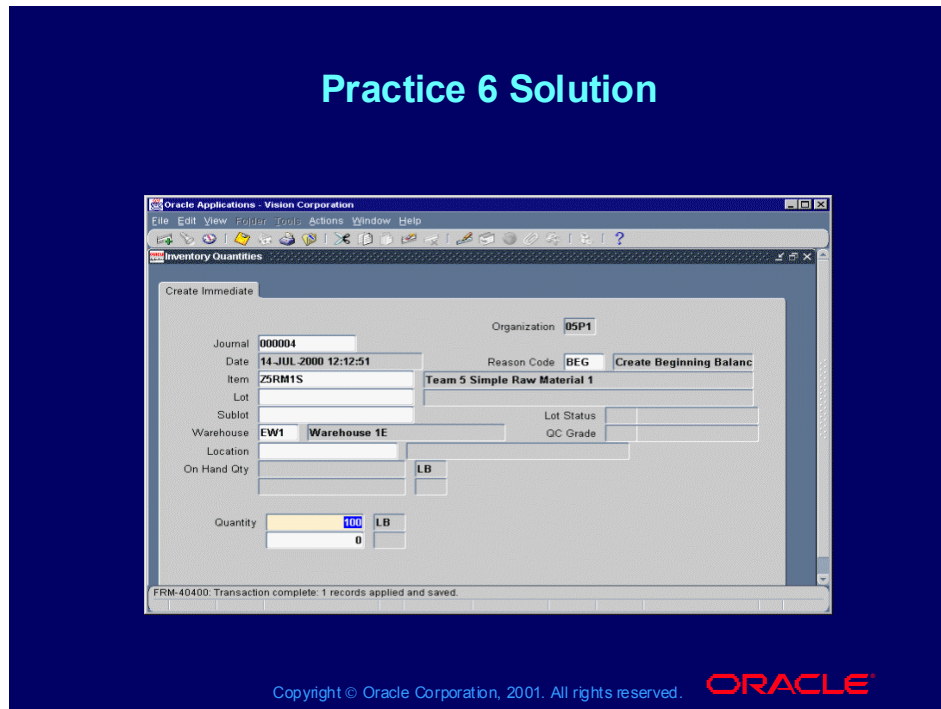 Practice 6 Solution
Oracle Applications - Vision Corporation
File Edit View Folder Tools Actions Window Help
?
Inventory Quantities
Create Immediate
Organization 05P1
Journal 000004
Date 14-JUL-2000 12:12:51 Reason Code BEG Create Beginning Balanc
Item Z5RM1S Team 5 Simple Raw Material 1
Lot
Sublot Lot Status
Warehouse EW1 Warehouse 1E QC Grade
Location
On Hand Qty LB
Quantity 100 LB
0
FRM-40400: Transaction complete: 1 records applied and saved.
Copyright © Oracle Corporation, 2001. All rights reserved. ORACLE